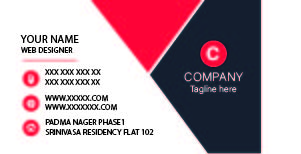 YOUR NAME
WEB DESIGNER
XXX XXX XXX XX
XXX XXX XXX XX
WWW.XXXXX.COM
WWW.XXXXXXX.COM
PADMA NAGER PHASE1
SRINIVASA RESIDENCY FLAT 102
C
COMPANY
Tagline here